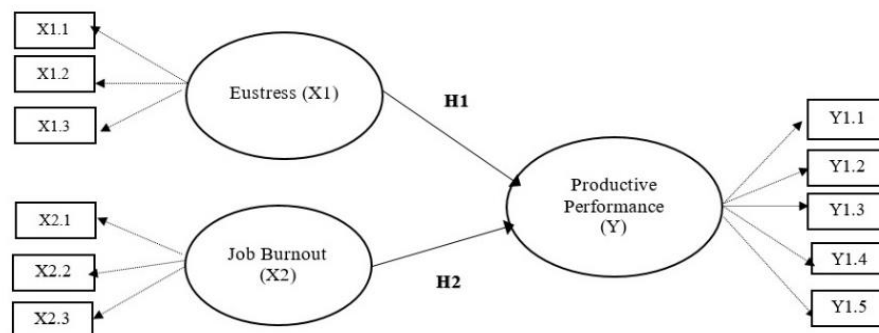 X1.1
X1.2
X1.3
Eustress (X1)
H1
X2.1
X2.2
X2.3
Job Burnout
(X2)
H2
Productive
Performance
(Y)
Y1.1
Y1.2
Y1.3
Y1.4
Y1.5